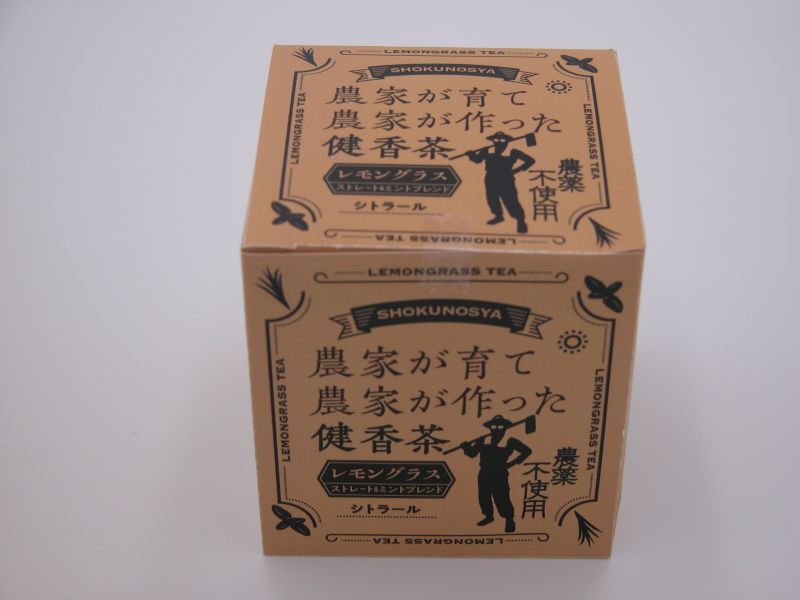 LEMONGRASS TEA
SHOKUNOSYA
農家が育て
農家が作った
健香茶
レモングラス
ストレート&ミントブレンド
シトラール
農薬
不使用
LEMONGRASS TEA
LEMONGRASS TEA
LEMONGRASS TEA
LEMONGRASS TEA
SHOKUNOSYA
農家が育て
農家が作った
健香茶
レモングラス
ストレート&ミントブレンド
シトラール
農薬
不使用
LEMONGRASS TEA
LEMONGRASS TEA
LEMONGRASS TEA